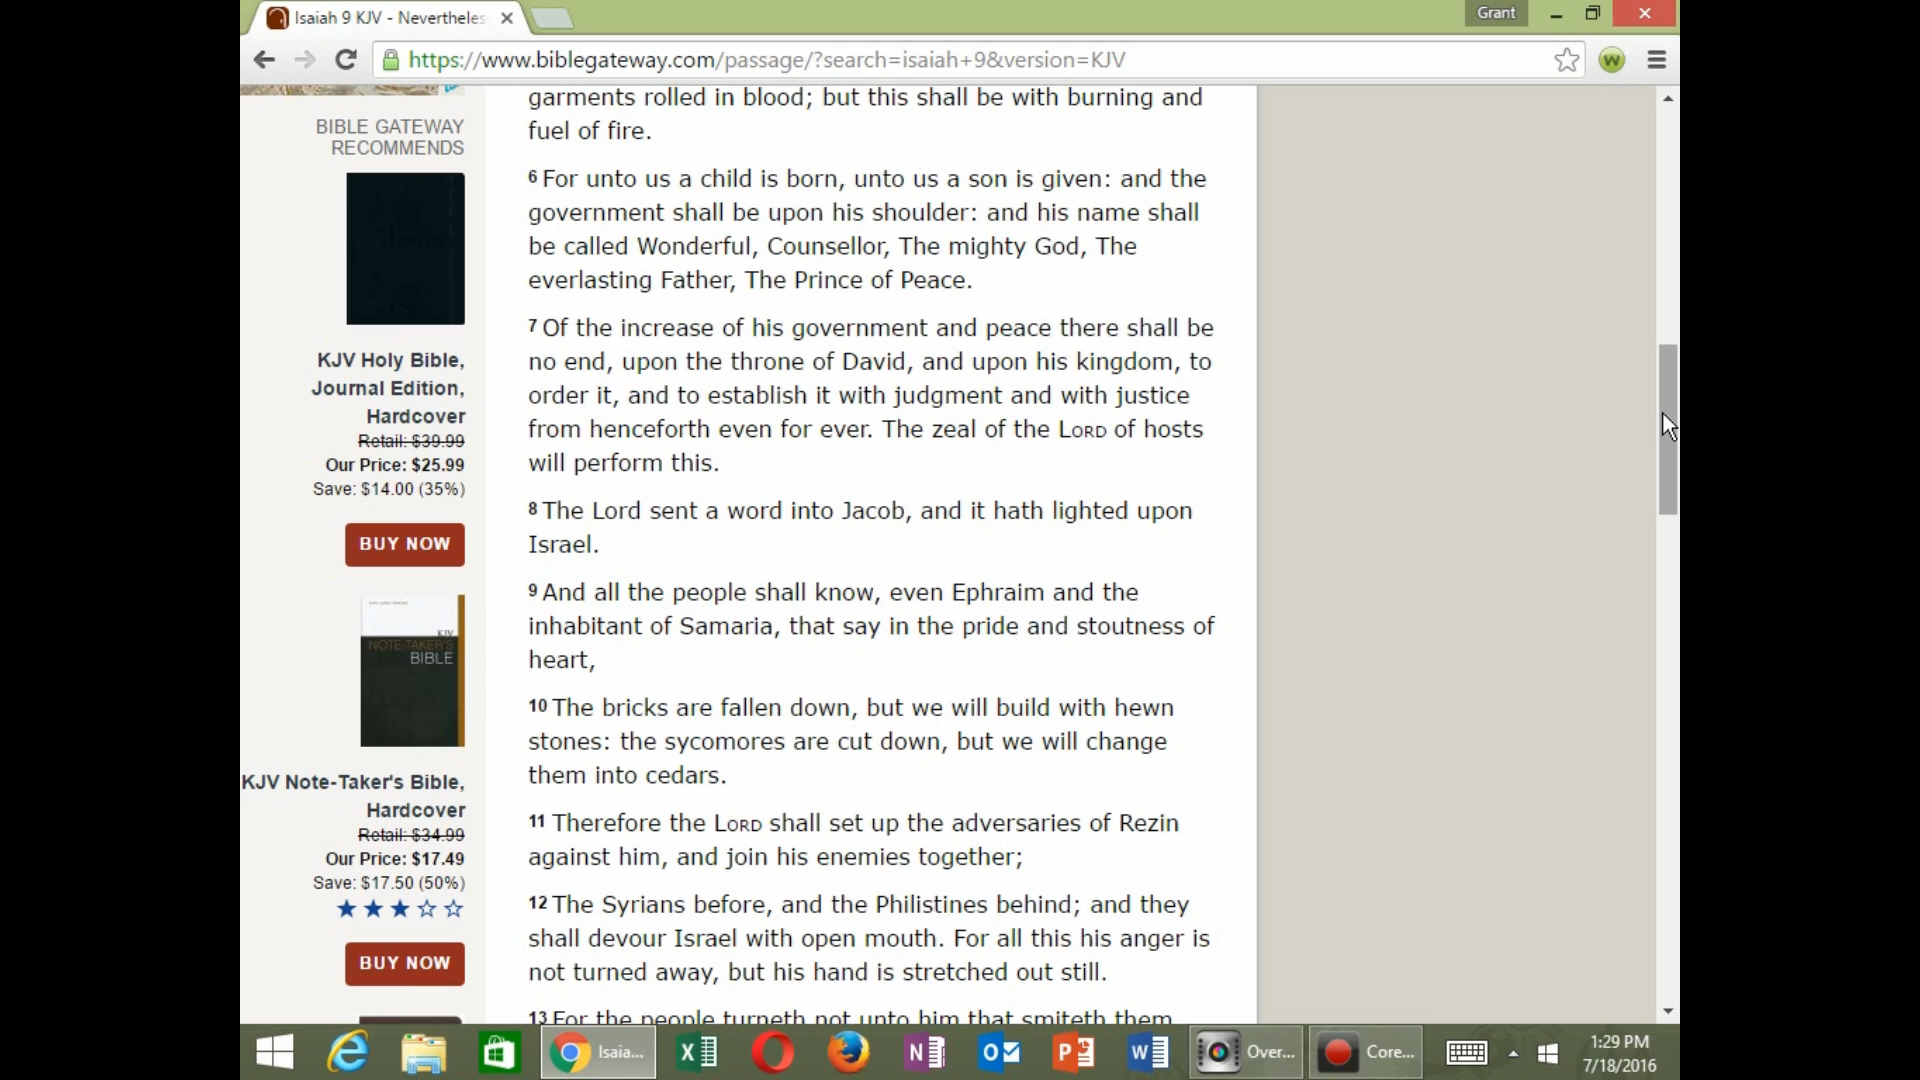 Isaiah 9 KJV - Nevertheles
Grant
https://www.biblegateway.com/passage/?search=isaiah+9&version=KJV
BIBLE GATEWAY
RECOMMENDS
KJV Holy Bible,
Journal Edition,
Hardcover
Retail: $39.99
Our Price: $25.99
Save: $14.00 (35%)
BUY NOW
KJV
NOTE-TAKER'S
BIBLE
KJV Note-Taker's Bible,
Hardcover
Retail: $34.99
Our Price: $17.49
Save: $17.50 (50%)
BUY NOW
garments rolled in blood; but this shall be with burning and
fuel of fire.
6 For unto us a child is born, unto us a son is given: and the
government shall be upon his shoulder: and his name shall
be called Wonderful, Counsellor, The mighty God, The
everlasting Father, The Prince of Peace.
7 Of the increase of his government and peace there shall be
no end, upon the throne of David, and upon his kingdom, to
order it, and to establish it with judgment and with justice
from henceforth even for ever. The zeal of the LORD of hosts
will perform this.
8 The Lord sent a word into Jacob, and it hath lighted upon
Israel.
9 And all the people shall know, even Ephraim and the
inhabitant of Samaria, that say in the pride and stoutness of
heart,
10 The bricks are fallen down, but we will build with hewn
stones: the sycomores are cut down, but we will change
them into cedars.
11 Therefore the LORD shall set up the adversaries of Rezin
against him, and join his enemies together;
12 The Syrians before, and the Philistines behind; and they
shall devour Israel with open mouth. For all this his anger is
not turned away, but his hand is stretched out still.
13 For the people turneth not unto him that smiteth them
Isaia...
Over...
Core...
1:29 PM
7/18/2016